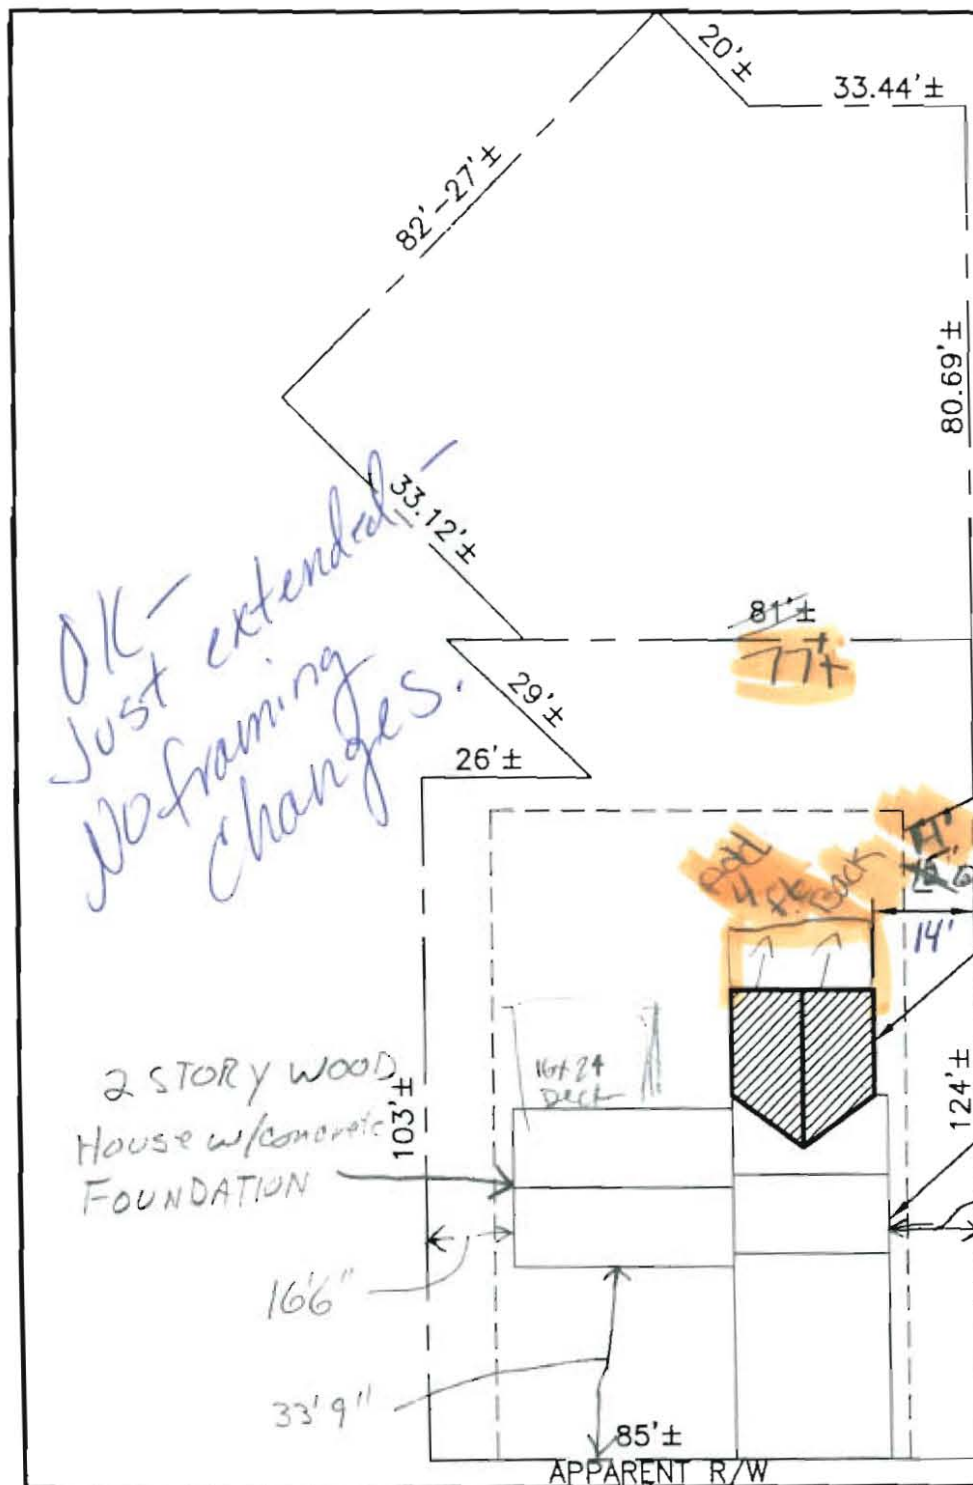 20'±
33.44'±
82'-27'±
80.69'±
33.12'±
OK -
Just extended -
No framing
Changes.
81'±
77'±
29'±
26'±
add
4 ft. Back
14'
16x24
Deck
2 STORY WOOD
House w/concrete
FOUNDATION
103'±
124'±
16'6"
33'9"
85'±
APPARENT R/W